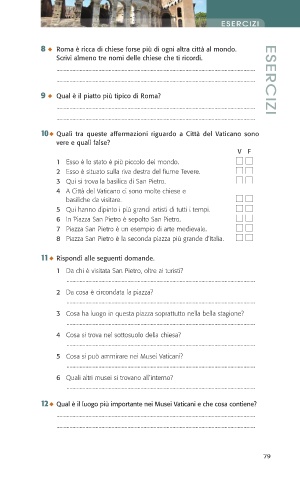 ESERCIZI
ESERCIZI
8 ◆ Roma è ricca di chiese forse più di ogni altra città al mondo.
Scrivi almeno tre nomi delle chiese che ti ricordi.
9 ◆ Qual è il piatto più tipico di Roma?
10 ◆ Quali tra queste affermazioni riguardo a Città del Vaticano sono
vere e quali false?
V F
1 Esso è lo stato è più piccolo del mondo.
2 Esso è situato sulla riva destra del fiume Tevere.
3 Qui si trova la basilica di San Pietro.
4 A Città del Vaticano ci sono molte chiese e
basiliche da visitare.
5 Qui hanno dipinto i più grandi artisti di tutti i tempi.
6 In Piazza San Pietro è sepolto San Pietro.
7 Piazza San Pietro è un esempio di arte medievale.
8 Piazza San Pietro è la seconda piazza più grande d'Italia.
11 ◆ Rispondi alle seguenti domande.
1 Da chi è visitata San Pietro, oltre ai turisti?
2 Da cosa è circondata la piazza?
3 Cosa ha luogo in questa piazza soprattutto nella bella stagione?
4 Cosa si trova nel sottosuolo della chiesa?
5 Cosa si può ammirare nei Musei Vaticani?
6 Quali altri musei si trovano all'interno?
12 ◆ Qual è il luogo più importante nei Musei Vaticani e che cosa contiene?
79